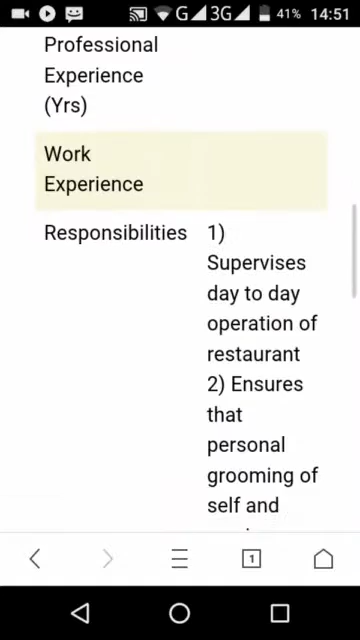 G 3G 41% 14:51
Professional
Experience
(Yrs)
Work
Experience
Responsibilities 1)
Supervises
day to day
operation of
restaurant
2) Ensures
that
personal
grooming of
self and
1